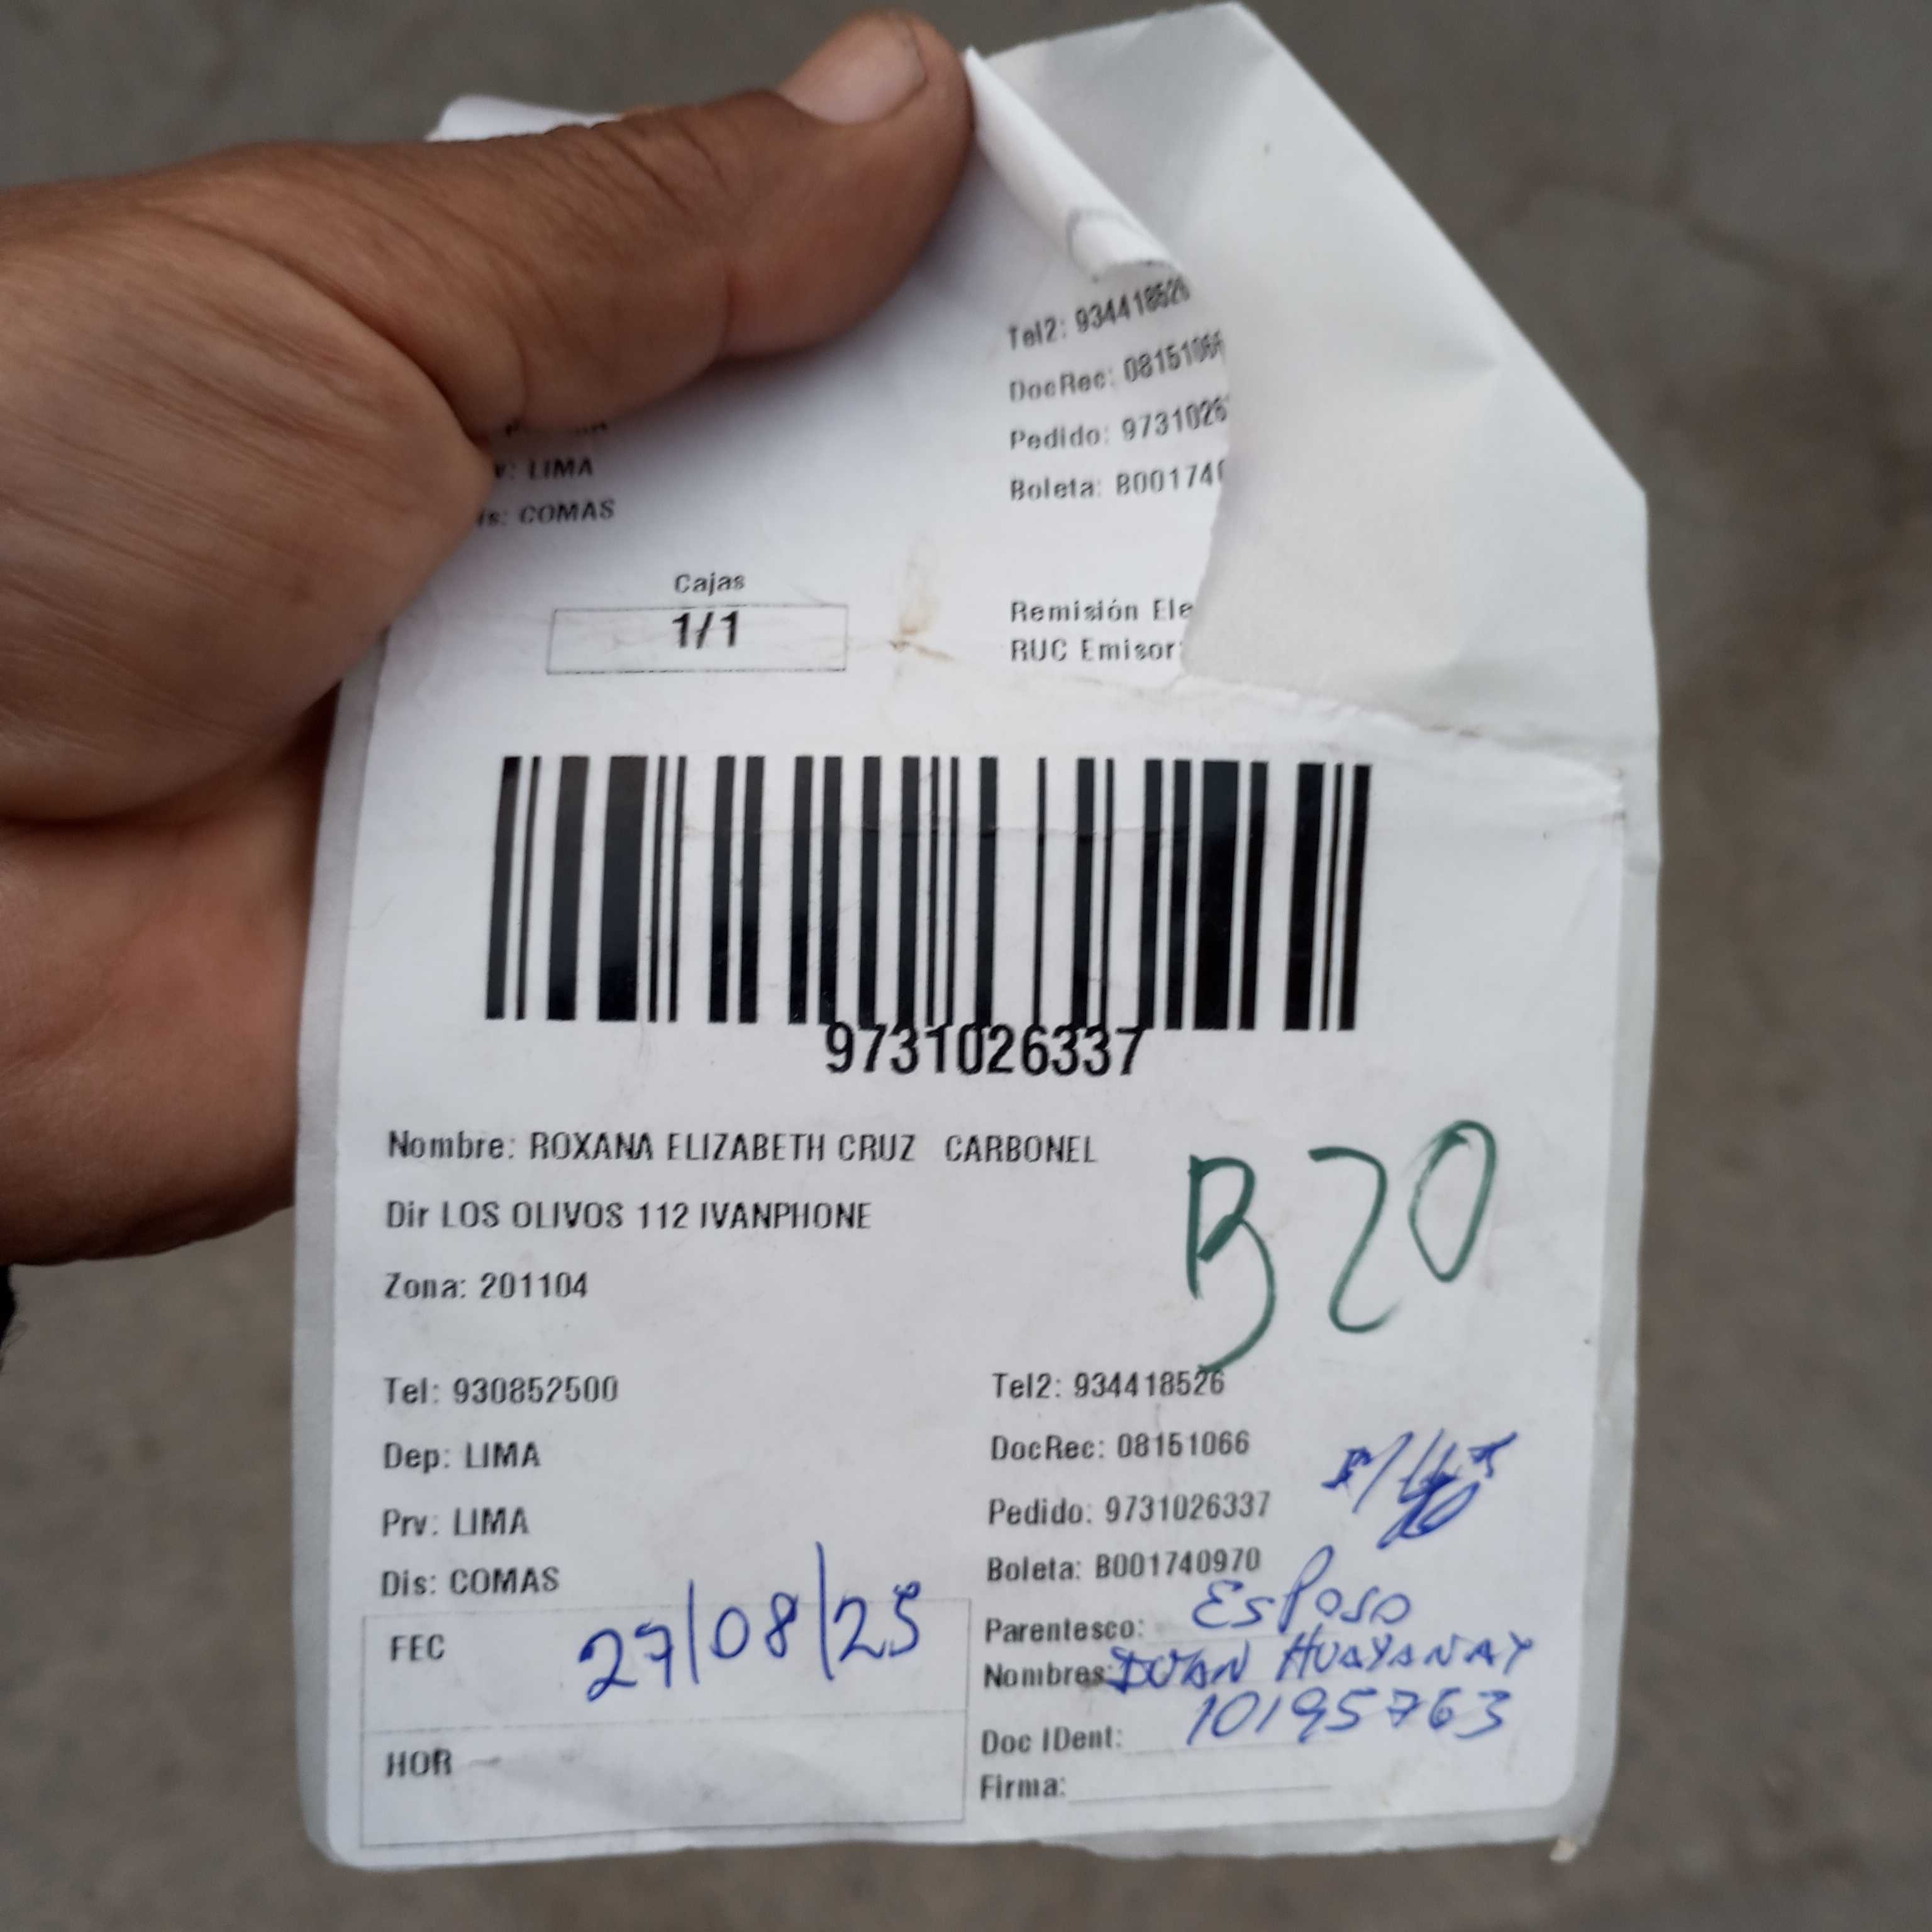 Tel2: 934418526
DocRec: 08151066
Pedido: 9731026
Boleta: B00174
LIMA
COMAS
Cajas
1/1
Remisión Ele
RUC Emisor:
9731026337
Nombre: ROXANA ELIZABETH CRUZ CARBONEL
Dir LOS OLIVOS 112 IVANPHONE
B20
Zona: 201104
Tel: 930852500
Tel2: 934418526
Dep: LIMA
DocRec: 08151066
Prv: LIMA
Pedido: 9731026337
Dis: COMAS
Boleta: B001740970
FEC 27/08/25
Parentesco: Esposo
Nombres: IVAN HUAYANAY
Doc IDent: 10195763
HOR
Firma: